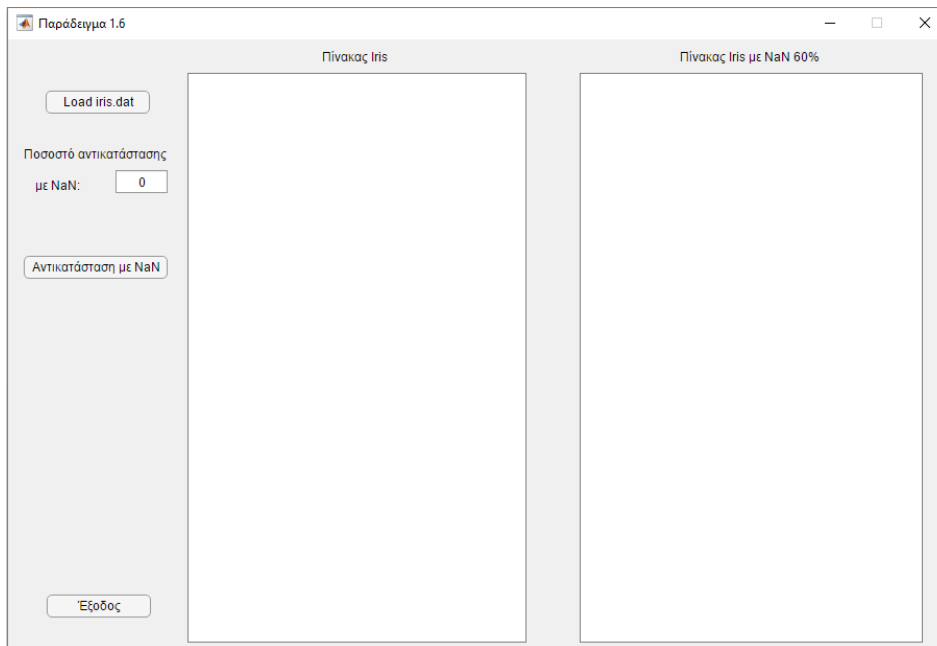 Παράδειγμα 1.6
Πίνακας Iris
Πίνακας Iris με NaN 60%
Load iris.dat
Ποσοστό αντικατάστασης
με NaN:
0
Αντικατάσταση με NaN
Έξοδος